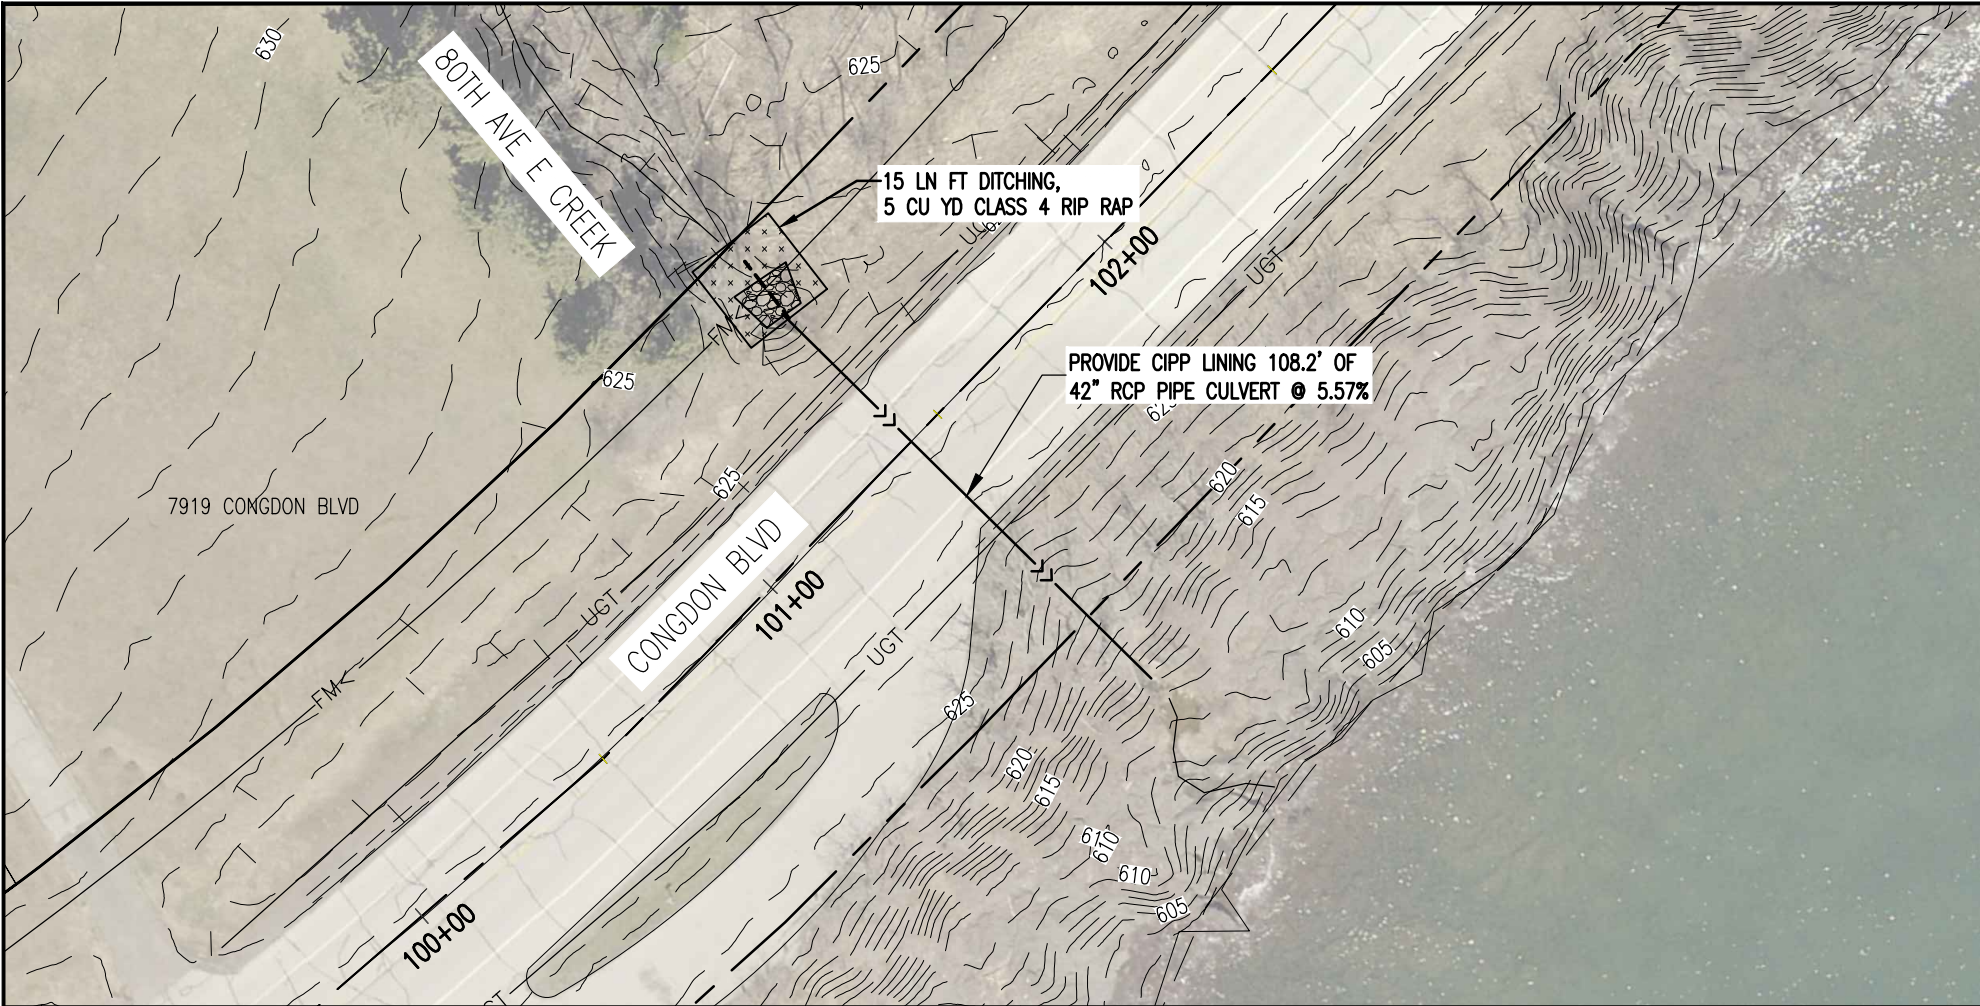 630
625
80TH AVE E CREEK
15 LN FT DITCHING,
5 CU YD CLASS 4 RIP RAP
UGT
102+00
FM
625
PROVIDE CIPP LINING 108.2' OF
42" RCP PIPE CULVERT @ 5.57%
620
615
625
7919 CONGDON BLVD
CONGDON BLVD
101+00
UGT
UGT
610
605
FM
625
620
615
610
610
605
100+00